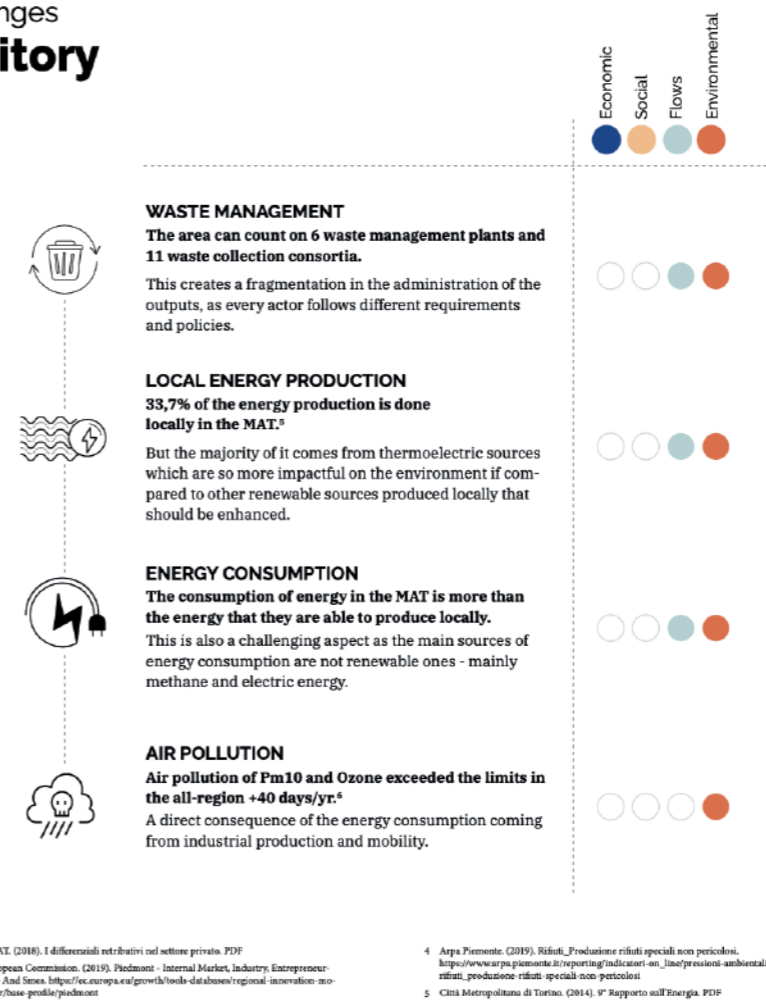 nges
itory
Economic
Social
Flows
Environmental
WASTE MANAGEMENT
The area can count on 6 waste management plants and
11 waste collection consortia.
This creates a fragmentation in the administration of the
outputs, as every actor follows different requirements
and policies.
LOCAL ENERGY PRODUCTION
33,7% of the energy production is done
locally in the MAT.⁵
But the majority of it comes from thermoelectric sources
which are so more impactful on the environment if com-
pared to other renewable sources produced locally that
should be enhanced.
ENERGY CONSUMPTION
The consumption of energy in the MAT is more than
the energy that they are able to produce locally.
This is also a challenging aspect as the main sources of
energy consumption are not renewable ones - mainly
methane and electric energy.
AIR POLLUTION
Air pollution of Pm10 and Ozone exceeded the limits in
the all-region +40 days/yr.⁶
A direct consequence of the energy consumption coming
from industrial production and mobility.
AT. (2018). I differenziali retributivi nel settore privato. PDF
opean Commission. (2019). Piedmont - Internal Market, Industry, Entrepreneur-
And Smes. https://ec.europa.eu/growth/tools-databases/regional-innovation-mo-
r/base-profile/piedmont
4 Arpa Piemonte. (2019). Rifiuti_Produzione rifiuti speciali non pericolosi.
https://www.arpa.piemonte.it/reporting/indicatori-on_line/pressioni-ambientali
rifiuti_produzione-rifiuti-speciali-non-pericolosi
5 Città Metropolitana di Torino. (2014). 9° Rapporto sull'Energia. PDF